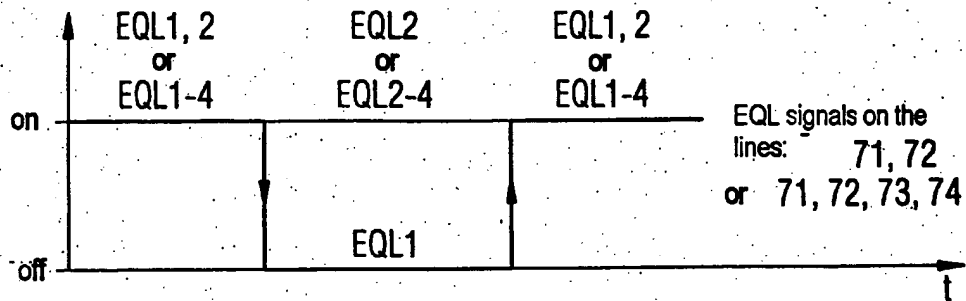 EQL1, 2
or
EQL1-4
EQL2
or
EQL2-4
EQL1, 2
or
EQL1-4
on
EQL signals on the
lines: 71, 72
or 71, 72, 73, 74
EQL1
off
t